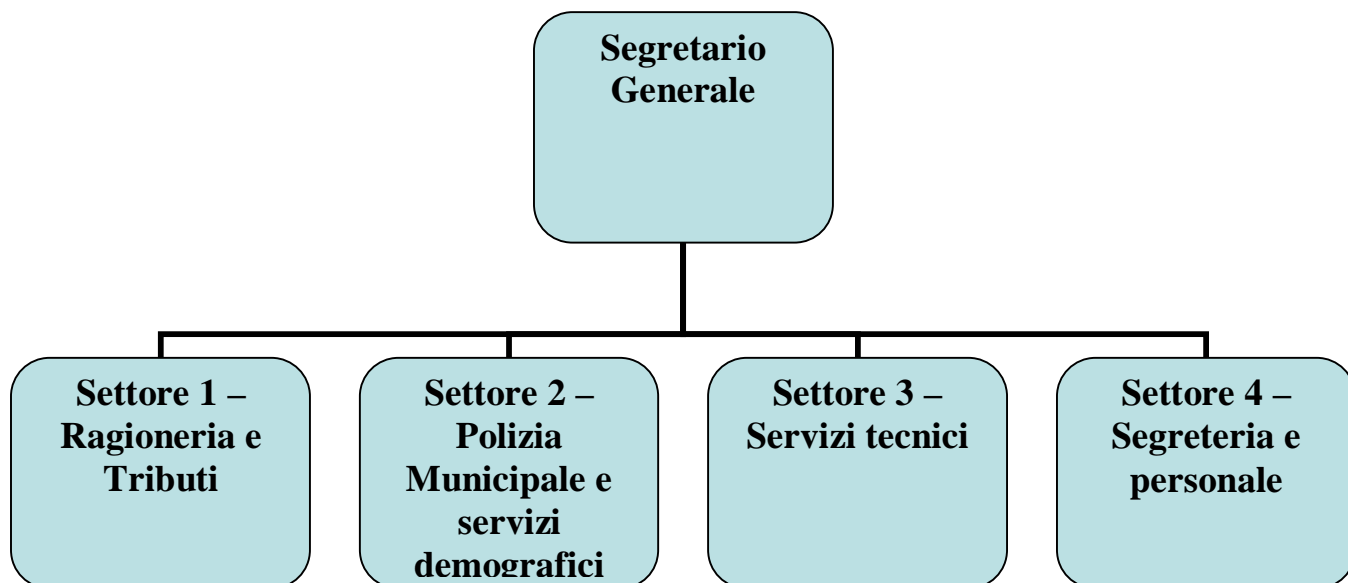 Segretario
Generale
Settore 1 –
Ragioneria e
Tributi
Settore 2 –
Polizia
Municipale e
servizi
demografici
Settore 3 –
Servizi tecnici
Settore 4 –
Segreteria e
personale